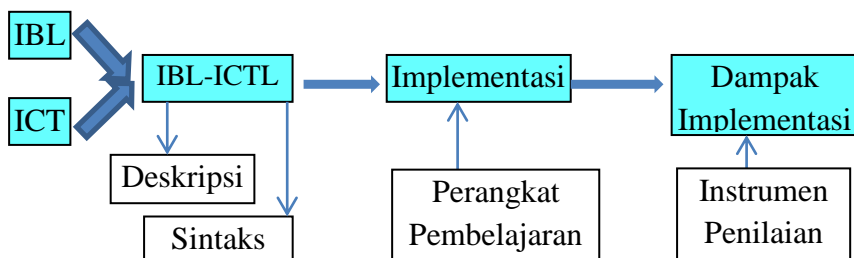 IBL
ICT
IBL-ICTL
Implementasi
Dampak
Implementasi
Deskripsi
Sintaks
Perangkat
Pembelajaran
Instrumen
Penilaian